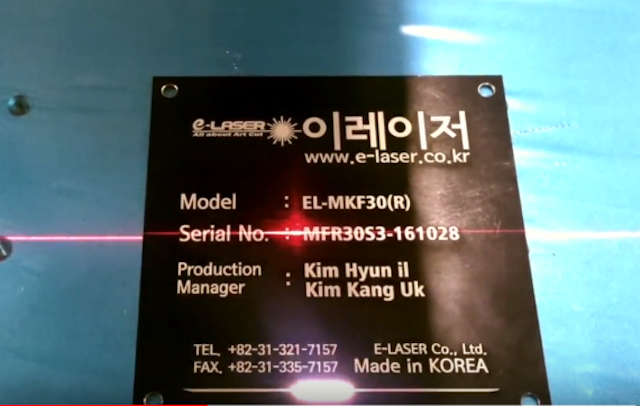 e-LASER 이레이저
All about Art Cut
www.e-laser.co.kr
Model : EL-MKF30(R)
Serial No. : MFR30S3-161028
Production Manager : Kim Hyun il
Kim Kang Uk
TEL. +82-31-321-7157 E-LASER Co., Ltd.
FAX. +82-31-335-7157 Made in KOREA